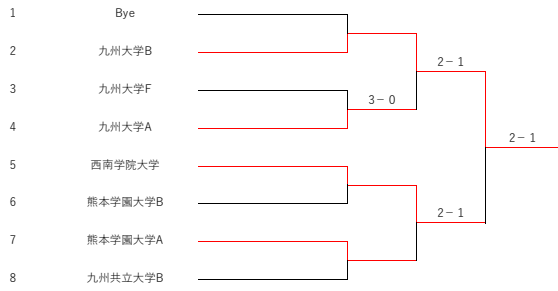 1 Bye
2 九州大学B
2－1
3 九州大学F
3－0
4 九州大学A
2－1
5 西南学院大学
6 熊本学園大学B
2－1
7 熊本学園大学A
8 九州共立大学B